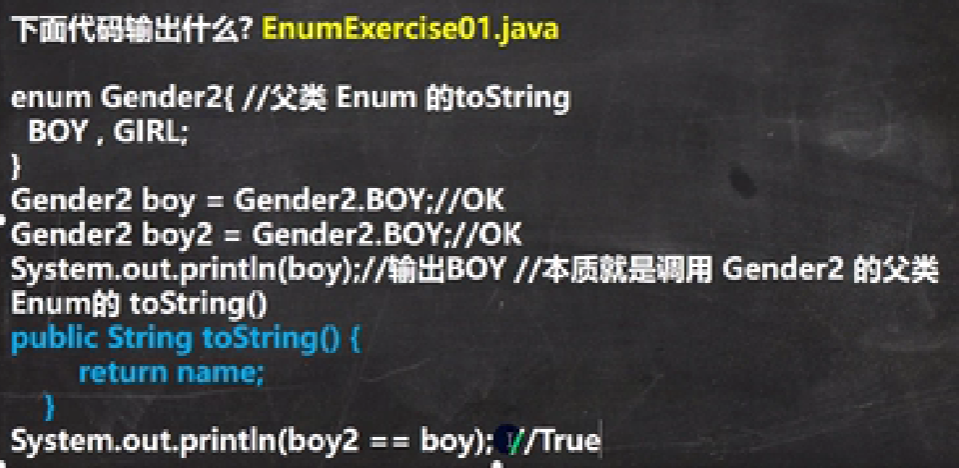 下面代码输出什么? EnumExercise01.java
enum Gender2{ //父类 Enum 的toString
BOY , GIRL;
}
Gender2 boy = Gender2.BOY;//OK
Gender2 boy2 = Gender2.BOY;//OK
System.out.println(boy);//输出BOY //本质就是调用 Gender2 的父类
Enum的 toString()
public String toString() {
return name;
}
System.out.println(boy2 == boy); //True